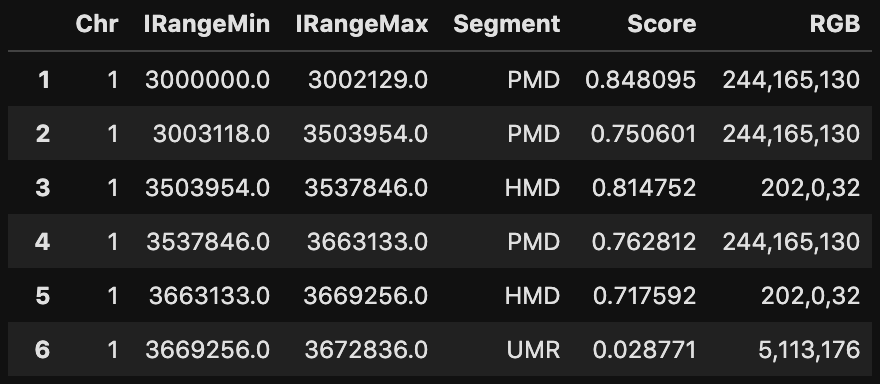 Chr IRangeMin IRangeMax Segment Score RGB
1 1 3000000.0 3002129.0 PMD 0.848095 244,165,130
2 1 3003118.0 3503954.0 PMD 0.750601 244,165,130
3 1 3503954.0 3537846.0 HMD 0.814752 202,0,32
4 1 3537846.0 3663133.0 PMD 0.762812 244,165,130
5 1 3663133.0 3669256.0 HMD 0.717592 202,0,32
6 1 3669256.0 3672836.0 UMR 0.028771 5,113,176